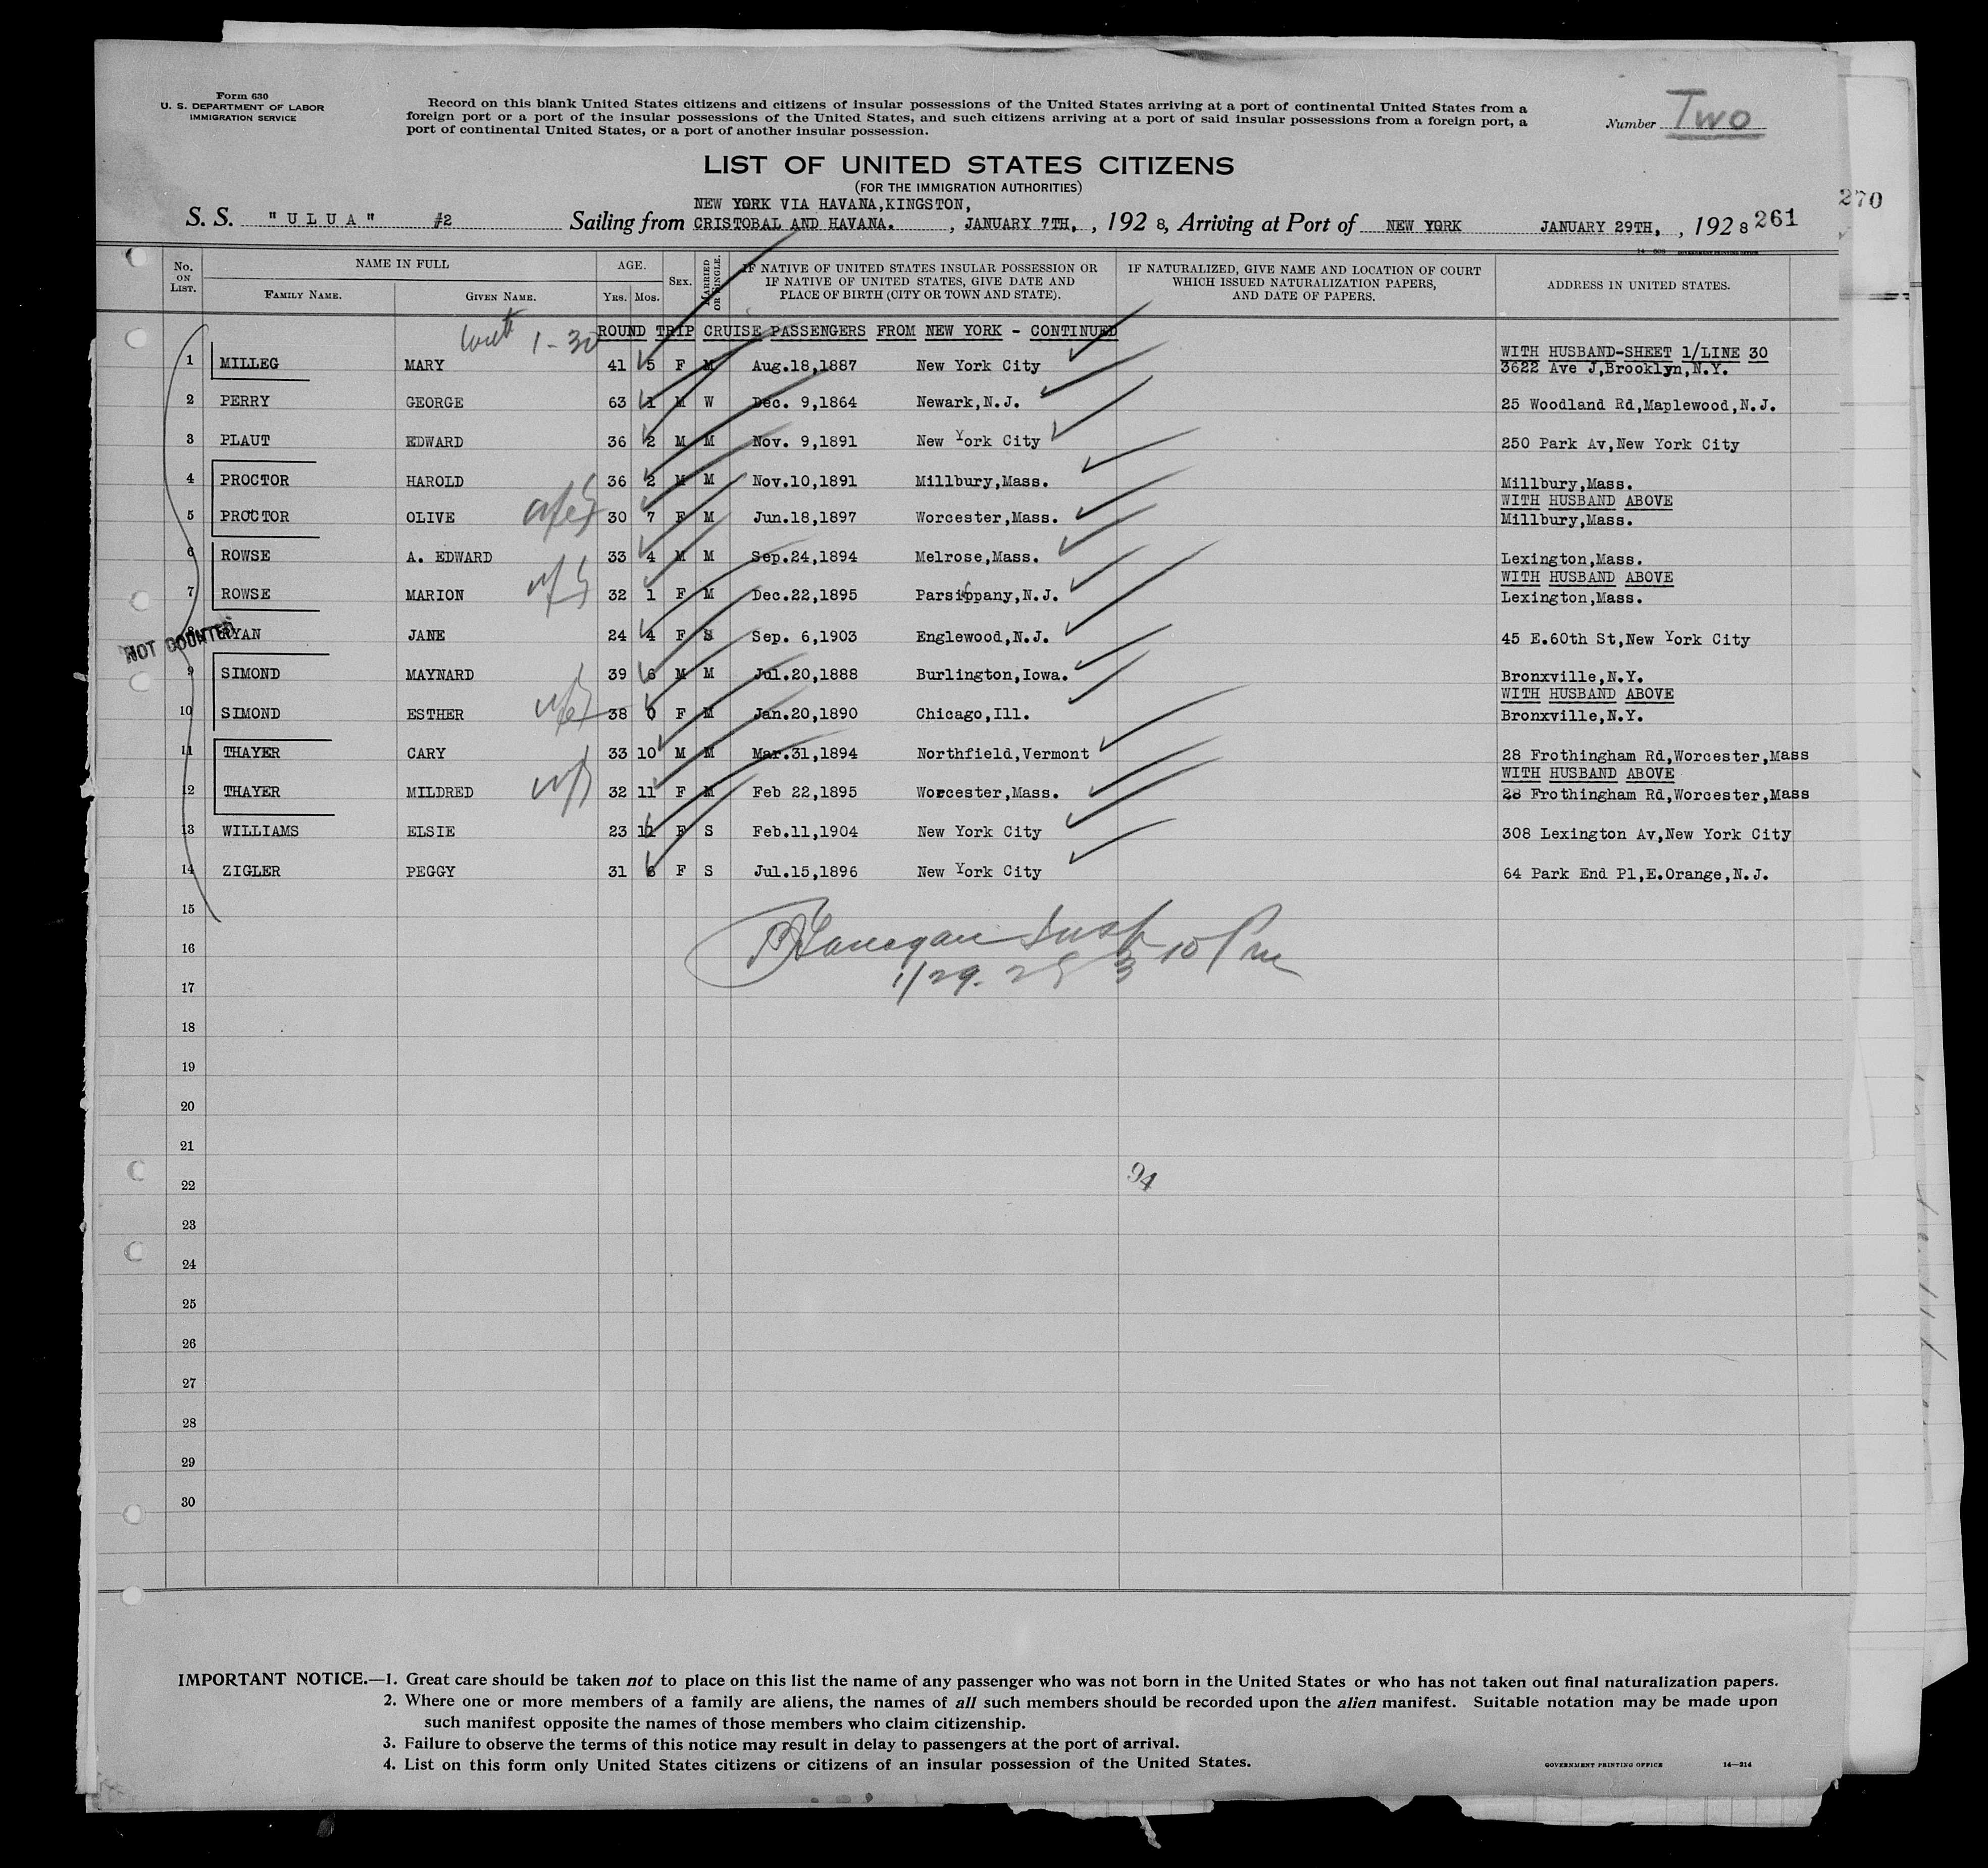 Form 630
U. S. DEPARTMENT OF LABOR
IMMIGRATION SERVICE
Record on this blank United States citizens and citizens of insular possessions of the United States arriving at a port of continental United States from a
foreign port or a port of the insular possessions of the United States, and such citizens arriving at a port of said insular possessions from a foreign port, a
port of continental United States, or a port of another insular possession.
Number Two
LIST OF UNITED STATES CITIZENS
(FOR THE IMMIGRATION AUTHORITIES)
270
NEW YORK VIA HAVANA,KINGSTON,
S. S. "ULUA" #2 Sailing from CRISTOBAL AND HAVANA. , JANUARY 7TH, , 192 8, Arriving at Port of NEW YORK JANUARY 29TH, , 192 8 261
No. ON LIST. NAME IN FULL FAMILY NAME. GIVEN NAME. AGE. YRS. MOS. SEX. MARRIED OR SINGLE. IF NATIVE OF UNITED STATES INSULAR POSSESSION OR IF NATIVE OF UNITED STATES, GIVE DATE AND PLACE OF BIRTH (CITY OR TOWN AND STATE). IF NATURALIZED, GIVE NAME AND LOCATION OF COURT WHICH ISSUED NATURALIZATION PAPERS, AND DATE OF PAPERS. ADDRESS IN UNITED STATES.
1-30 ROUND TRIP CRUISE PASSENGERS FROM NEW YORK - CONTINUED
WITH HUSBAND-SHEET 1/LINE 30
1 MILLEG MARY 41 5 F M Aug.18,1887 New York City 3622 Ave J,Brooklyn,N.Y.
2 PERRY GEORGE 63 1 M W Dec. 9,1864 Newark,N.J. 25 Woodland Rd,Maplewood,N.J.
3 PLAUT EDWARD 36 2 M M Nov. 9,1891 New York City 250 Park Av,New York City
4 PROCTOR HAROLD 36 2 M M Nov.10,1891 Millbury,Mass. Millbury,Mass.
WITH HUSBAND ABOVE
5 PROCTOR OLIVE 30 7 F M Jun.18,1897 Worcester,Mass. Millbury,Mass.
6 ROWSE A. EDWARD 33 4 M M Sep.24,1894 Melrose,Mass. Lexington,Mass.
WITH HUSBAND ABOVE
7 ROWSE MARION 32 1 F M Dec.22,1895 Parsippany,N.J. Lexington,Mass.
NOT COUNTED
8 RYAN JANE 24 4 F S Sep. 6,1903 Englewood,N.J. 45 E.60th St,New York City
9 SIMOND MAYNARD 39 6 M M Jul.20,1888 Burlington,Iowa. Bronxville,N.Y.
WITH HUSBAND ABOVE
10 SIMOND ESTHER 38 0 F M Jan.20,1890 Chicago,Ill. Bronxville,N.Y.
11 THAYER CARY 33 10 M M Mar.31,1894 Northfield,Vermont 28 Frothingham Rd,Worcester,Mass
WITH HUSBAND ABOVE
12 THAYER MILDRED 32 11 F M Feb 22,1895 Worcester,Mass. 28 Frothingham Rd,Worcester,Mass
13 WILLIAMS ELSIE 23 11 F S Feb.11,1904 New York City 308 Lexington Av,New York City
14 ZIGLER PEGGY 31 6 F S Jul.15,1896 New York City 64 Park End Pl,E.Orange,N.J.
15
16
1/29.28
17
18
19
20
21
94
22
23
24
25
26
27
28
29
30
IMPORTANT NOTICE.—1. Great care should be taken not to place on this list the name of any passenger who was not born in the United States or who has not taken out final naturalization papers.
2. Where one or more members of a family are aliens, the names of all such members should be recorded upon the alien manifest. Suitable notation may be made upon
such manifest opposite the names of those members who claim citizenship.
3. Failure to observe the terms of this notice may result in delay to passengers at the port of arrival.
4. List on this form only United States citizens or citizens of an insular possession of the United States.
GOVERNMENT PRINTING OFFICE 14—314